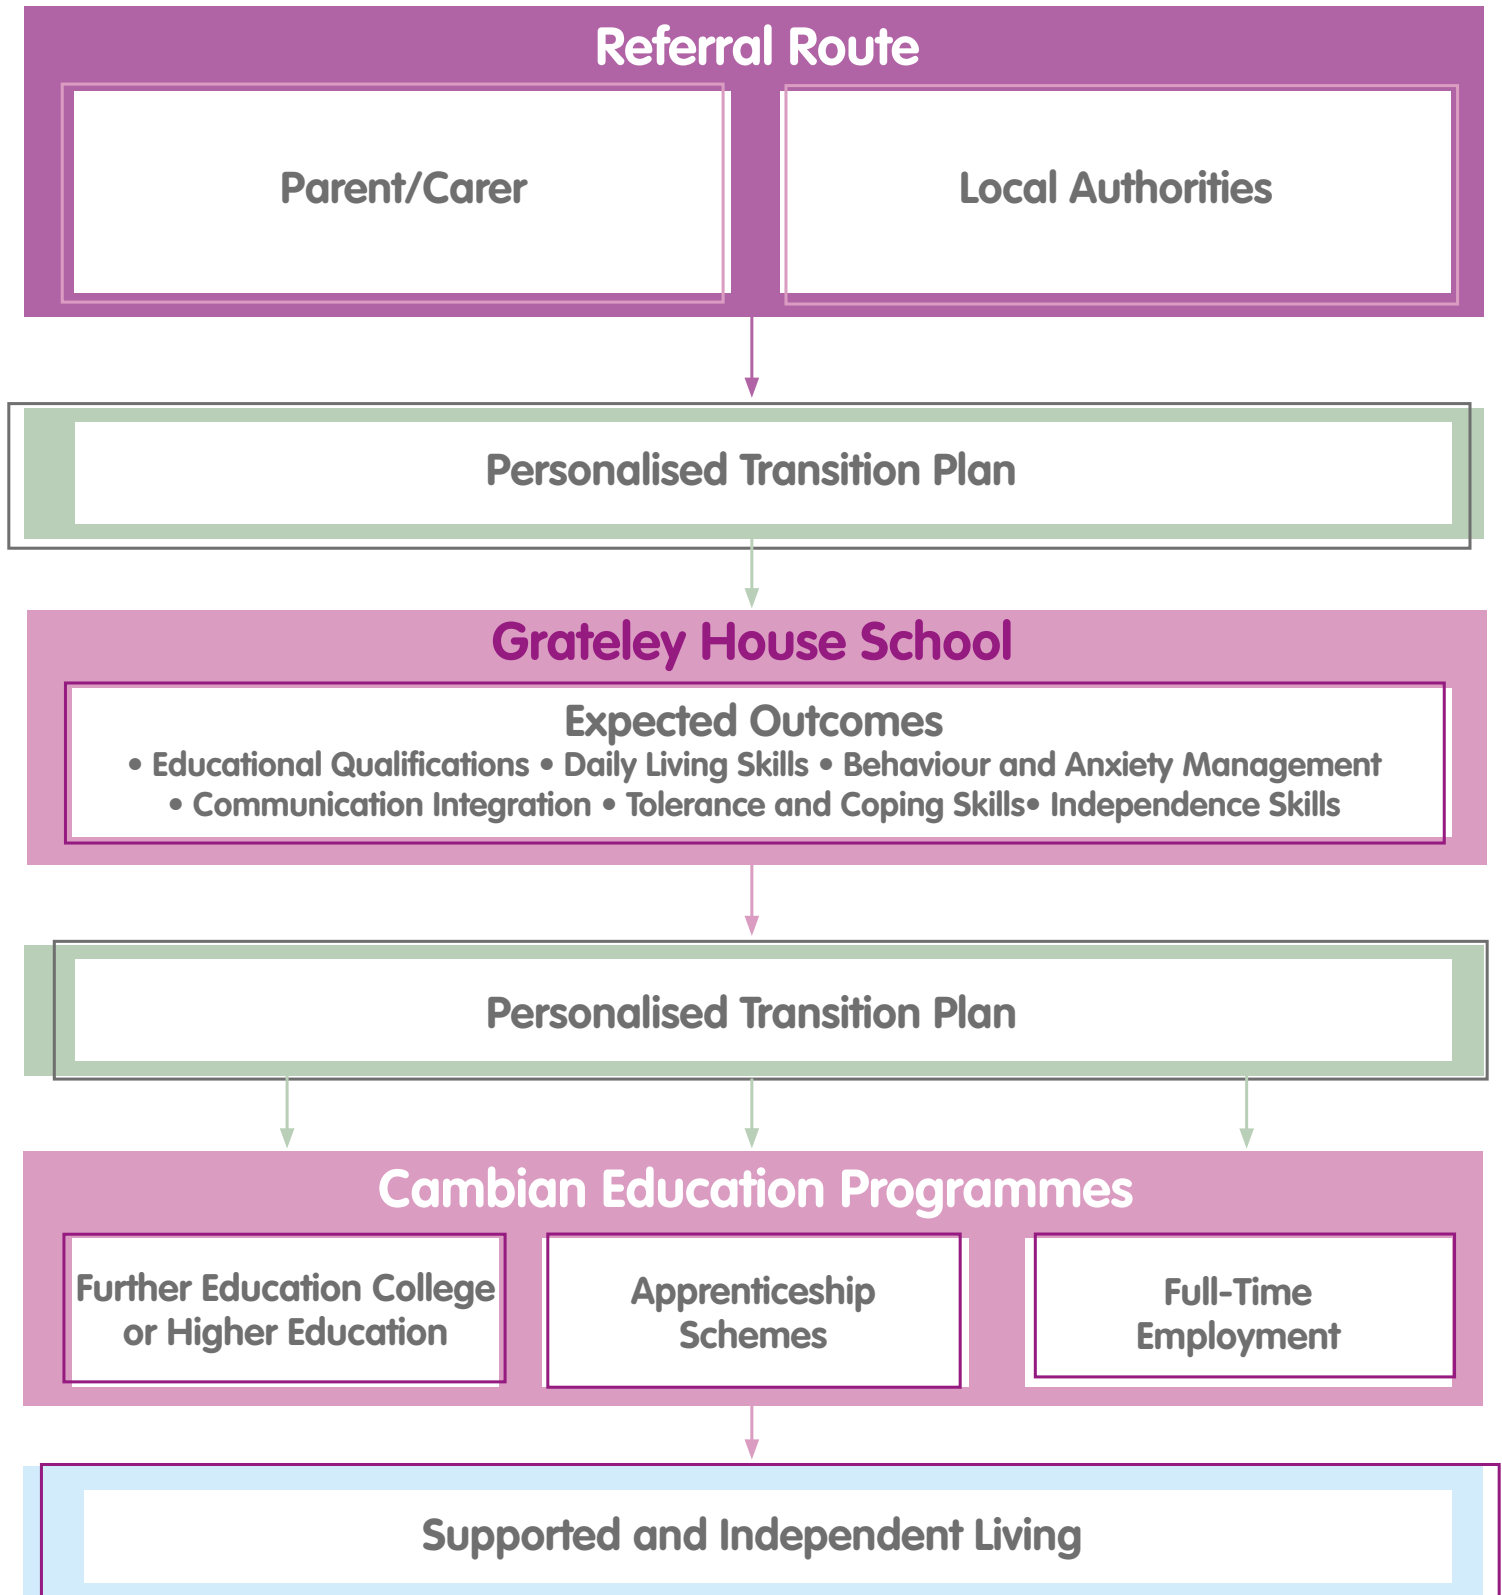 Referral Route
Parent/Carer
Local Authorities
Personalised Transition Plan
Grateley House School
Expected Outcomes
• Educational Qualifications • Daily Living Skills • Behaviour and Anxiety Management
• Communication Integration • Tolerance and Coping Skills• Independence Skills
Personalised Transition Plan
Cambian Education Programmes
Further Education College
or Higher Education
Apprenticeship
Schemes
Full-Time
Employment
Supported and Independent Living